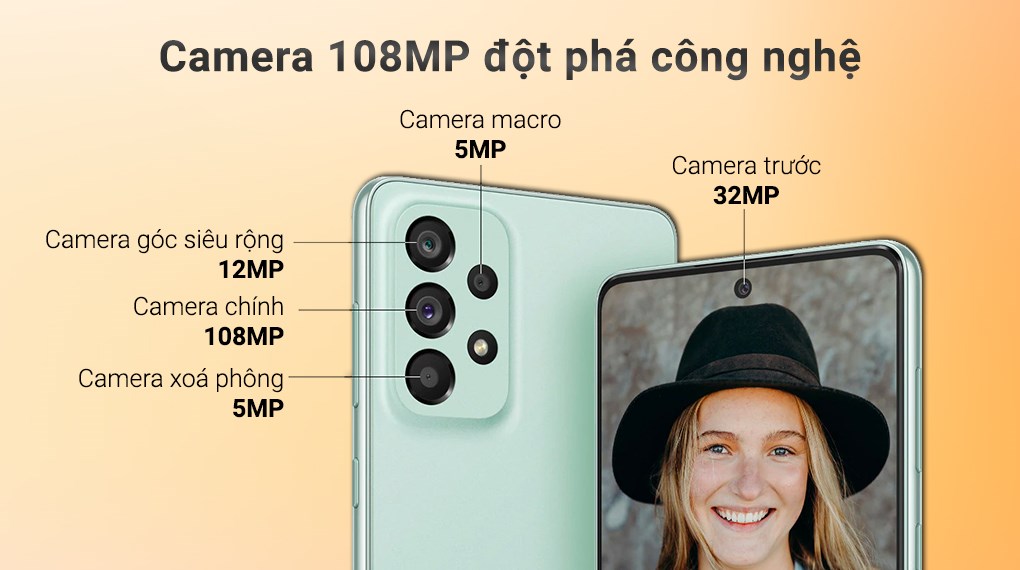 Camera 108MP đột phá công nghệ
Camera macro
5MP
Camera trước
32MP
Camera góc siêu rộng
12MP
Camera chính
108MP
Camera xoá phông
5MP